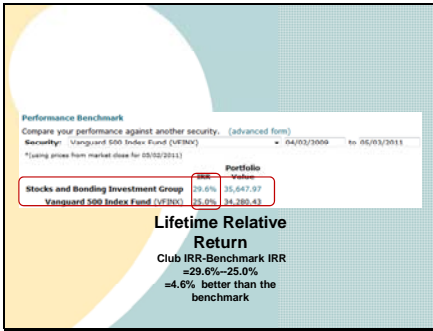 Performance Benchmark
Compare your performance against another security. (advanced form)
Security: Vanguard 500 Index Fund (VFINX) 04/02/2009 to 05/03/2011
*(using prices from market close for 05/02/2011)
IRR Portfolio Value
Stocks and Bonding Investment Group 29.6% 35,647.97
Vanguard 500 Index Fund (VFINX) 25.0% 34,280.43
Lifetime Relative
Return
Club IRR-Benchmark IRR
=29.6%--25.0%
=4.6% better than the
benchmark